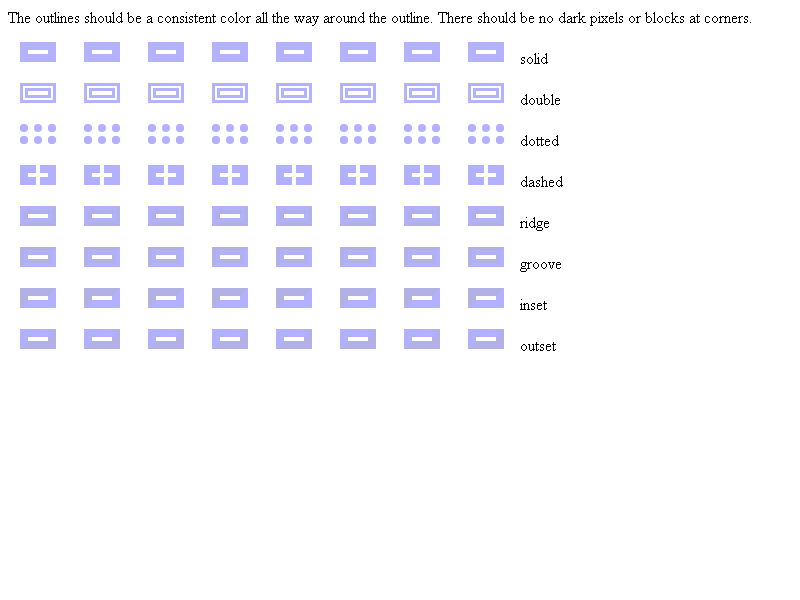 The outlines should be a consistent color all the way around the outline. There should be no dark pixels or blocks at corners.
solid
double
dotted
dashed
ridge
groove
inset
outset